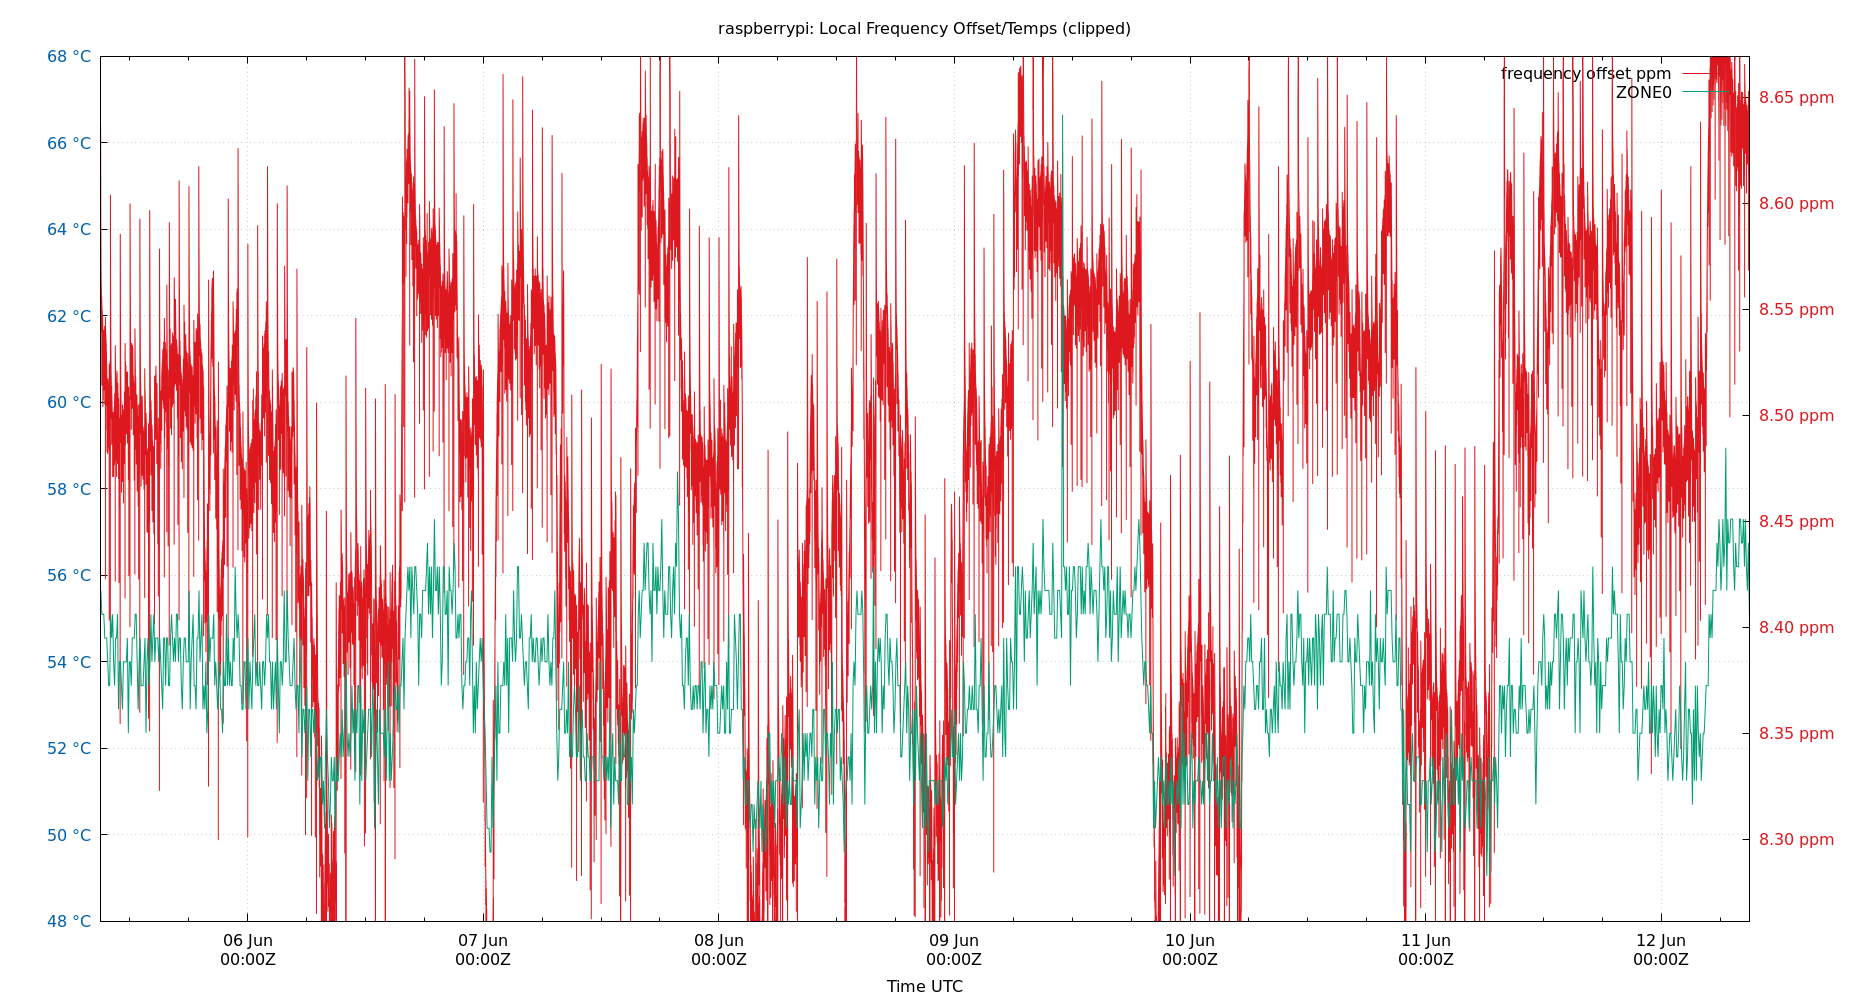 raspberrypi: Local Frequency Offset/Temps (clipped)
68 °C
66 °C
64 °C
62 °C
60 °C
58 °C
56 °C
54 °C
52 °C
50 °C
48 °C
frequency offset ppm
ZONE0
8.65 ppm
8.60 ppm
8.55 ppm
8.50 ppm
8.45 ppm
8.40 ppm
8.35 ppm
8.30 ppm
06 Jun
00:00Z
07 Jun
00:00Z
08 Jun
00:00Z
09 Jun
00:00Z
10 Jun
00:00Z
11 Jun
00:00Z
12 Jun
00:00Z
Time UTC